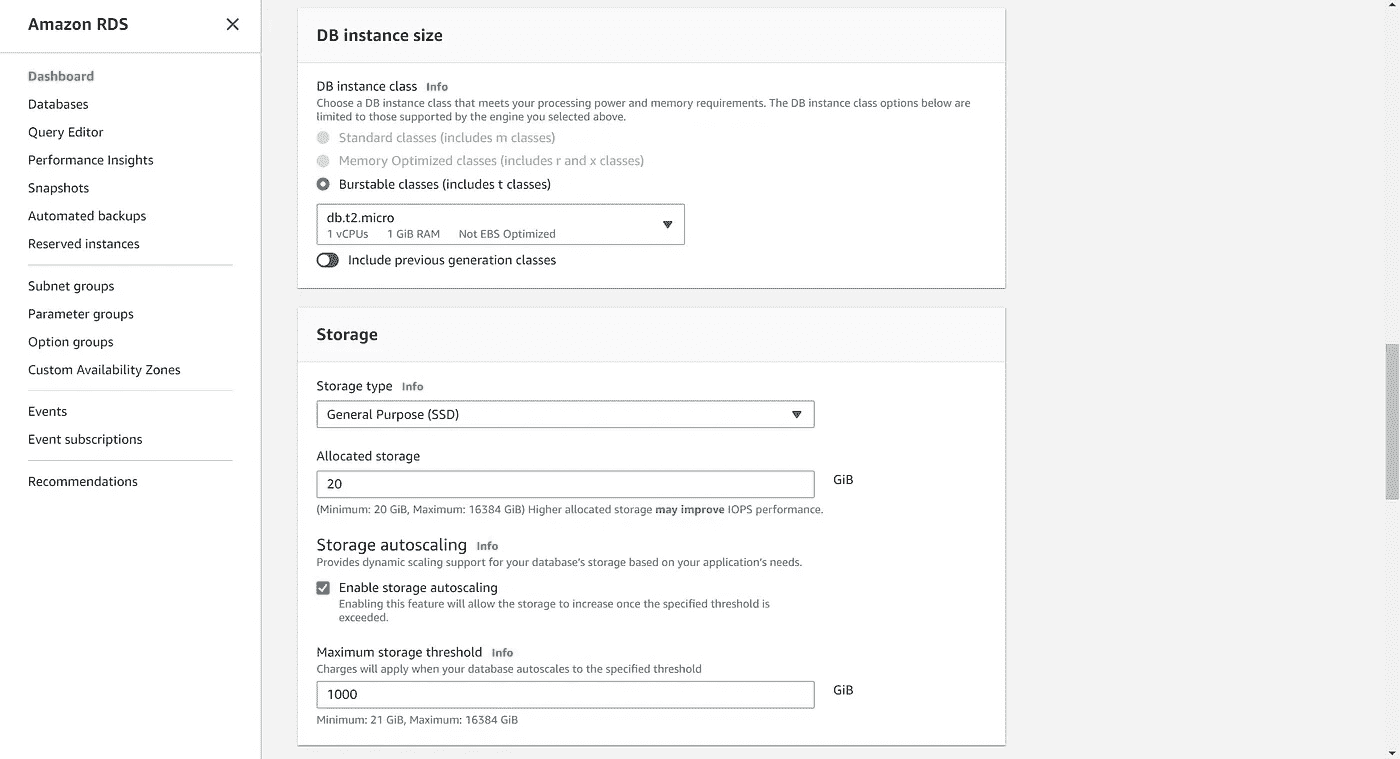 Amazon RDS
Dashboard
Databases
Query Editor
Performance Insights
Snapshots
Automated backups
Reserved instances
Subnet groups
Parameter groups
Option groups
Custom Availability Zones
Events
Event subscriptions
Recommendations
DB instance size
DB instance class Info
Choose a DB instance class that meets your processing power and memory requirements. The DB instance class options below are
limited to those supported by the engine you selected above.
Standard classes (includes m classes)
Memory Optimized classes (includes r and x classes)
Burstable classes (includes t classes)
db.t2.micro
1 vCPUs 1 GiB RAM Not EBS Optimized
Include previous generation classes
Storage
Storage type Info
General Purpose (SSD)
Allocated storage
20 GiB
(Minimum: 20 GiB, Maximum: 16384 GiB) Higher allocated storage may improve IOPS performance.
Storage autoscaling Info
Provides dynamic scaling support for your database's storage based on your application's needs.
Enable storage autoscaling
Enabling this feature will allow the storage to increase once the specified threshold is
exceeded.
Maximum storage threshold Info
Charges will apply when your database autoscales to the specified threshold
1000 GiB
Minimum: 21 GiB, Maximum: 16384 GiB